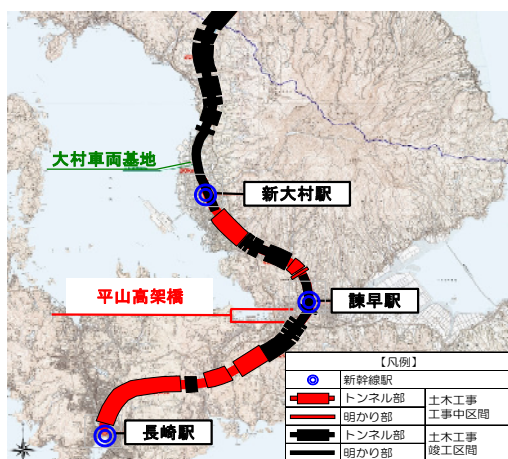 大村車両基地
新大村駅
平山高架橋
諫早駅
長崎駅
【凡例】
新幹線駅
トンネル部
明かり部
土木工事
工事中区間
トンネル部
明かり部
土木工事
竣工区間